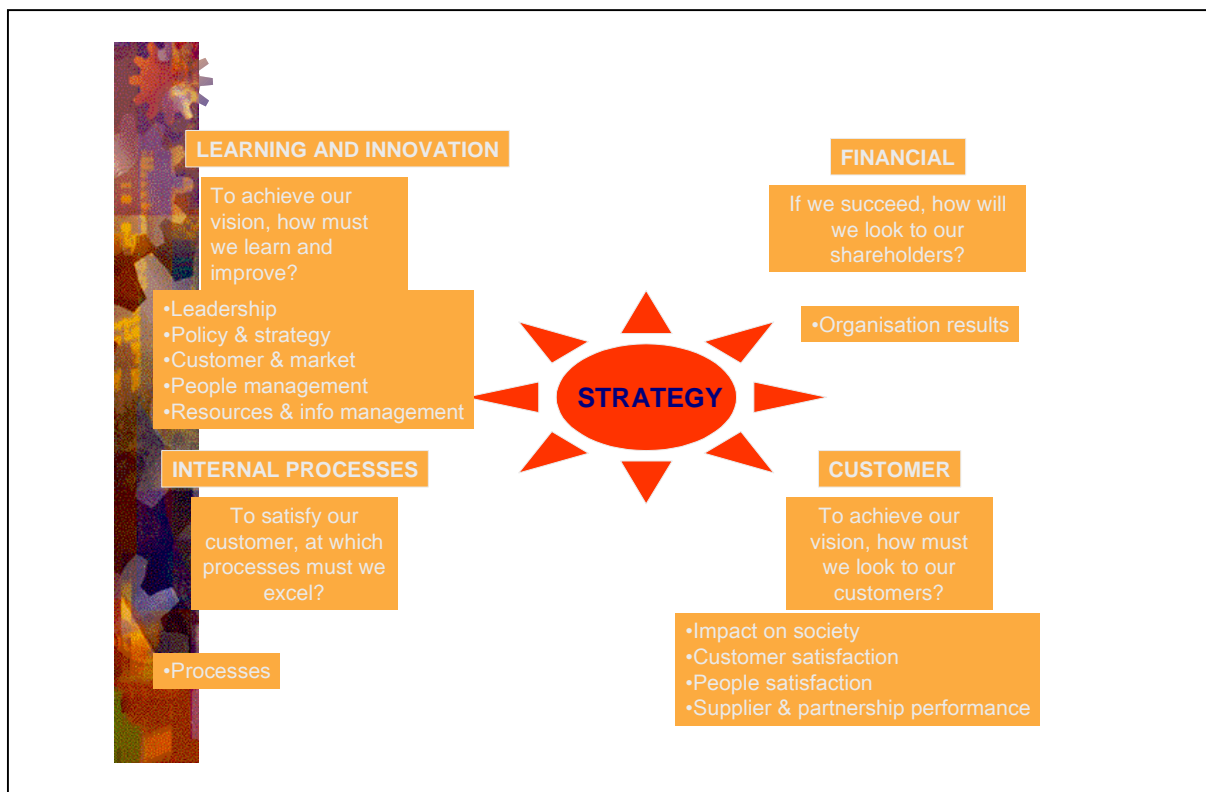 LEARNING AND INNOVATION
To achieve our
vision, how must
we learn and
improve?
•Leadership
•Policy & strategy
•Customer & market
•People management
•Resources & info management
FINANCIAL
If we succeed, how will
we look to our
shareholders?
•Organisation results
STRATEGY
INTERNAL PROCESSES
To satisfy our
customer, at which
processes must we
excel?
•Processes
CUSTOMER
To achieve our
vision, how must
we look to our
customers?
•Impact on society
•Customer satisfaction
•People satisfaction
•Supplier & partnership performance